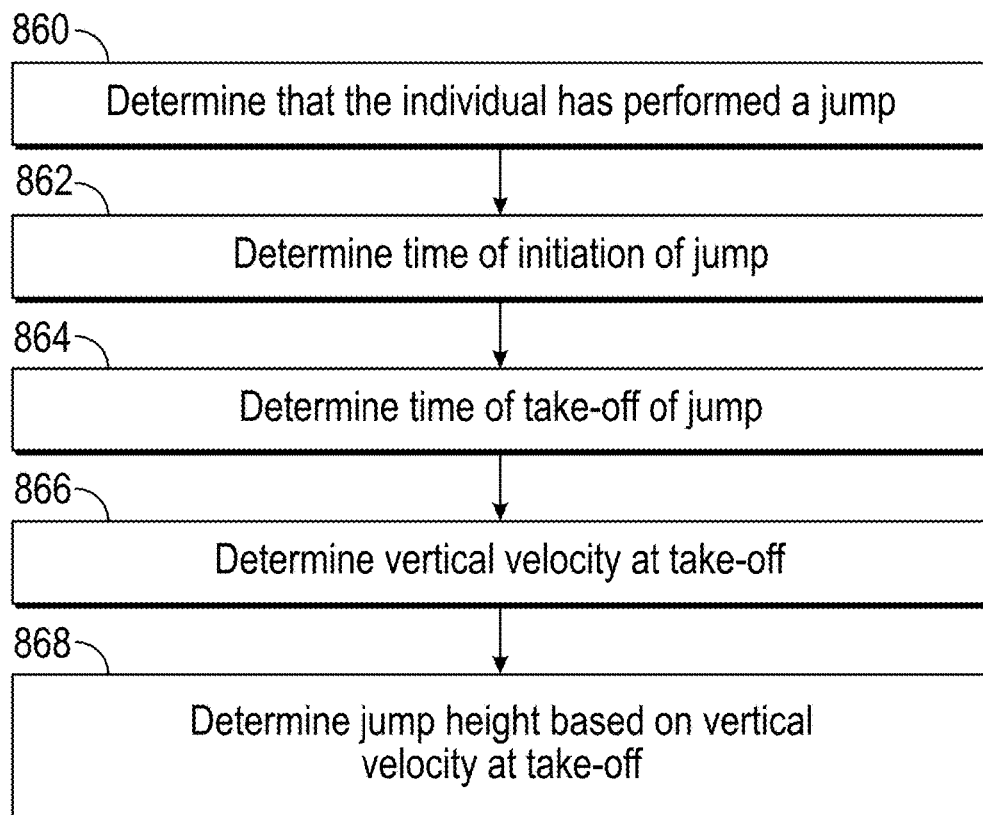 860
Determine that the individual has performed a jump
862
Determine time of initiation of jump
864
Determine time of take-off of jump
866
Determine vertical velocity at take-off
868
Determine jump height based on vertical
velocity at take-off